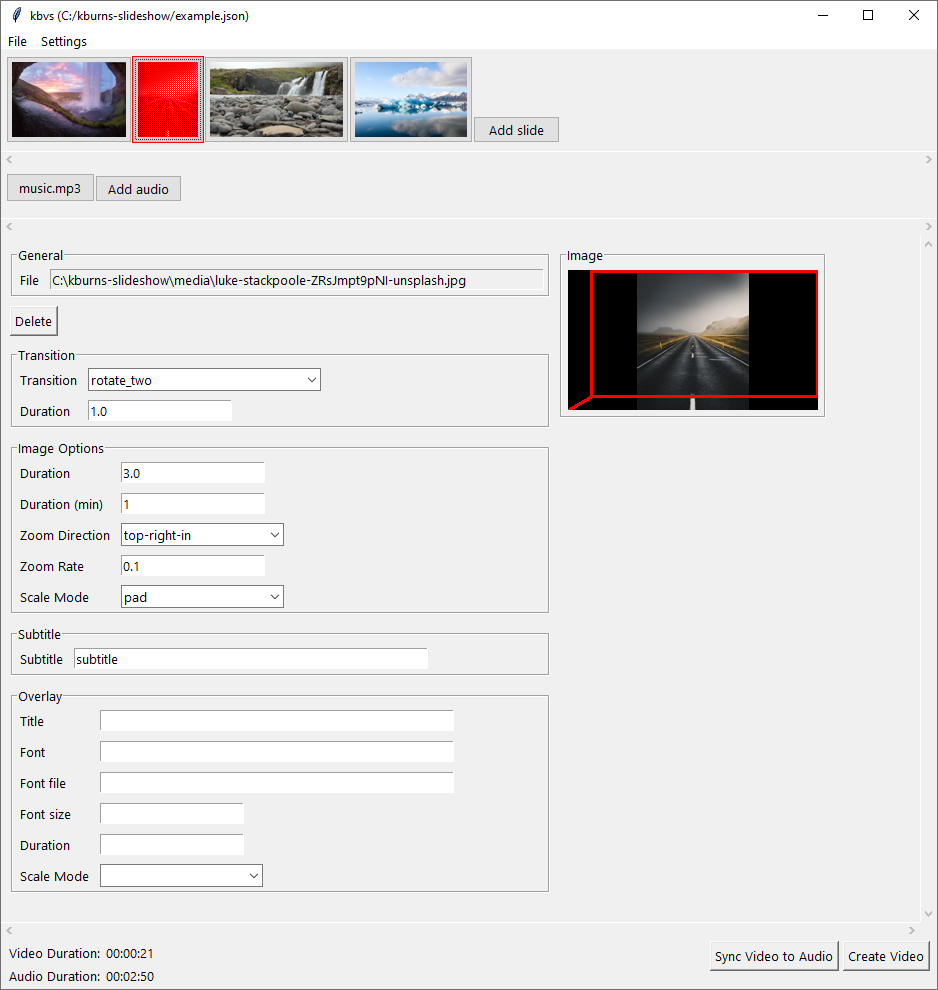 kbvs (C:/kburns-slideshow/example.json)
File Settings
Add slide
music.mp3 Add audio
General
File C:\kburns-slideshow\media\luke-stackpoole-ZRsJmpt9pNI-unsplash.jpg
Delete
Transition
Transition rotate_two
Duration 1.0
Image Options
Duration 3.0
Duration (min) 1
Zoom Direction top-right-in
Zoom Rate 0.1
Scale Mode pad
Subtitle
Subtitle subtitle
Overlay
Title
Font
Font file
Font size
Duration
Scale Mode
Image
Video Duration: 00:00:21
Audio Duration: 00:02:50
Sync Video to Audio Create Video